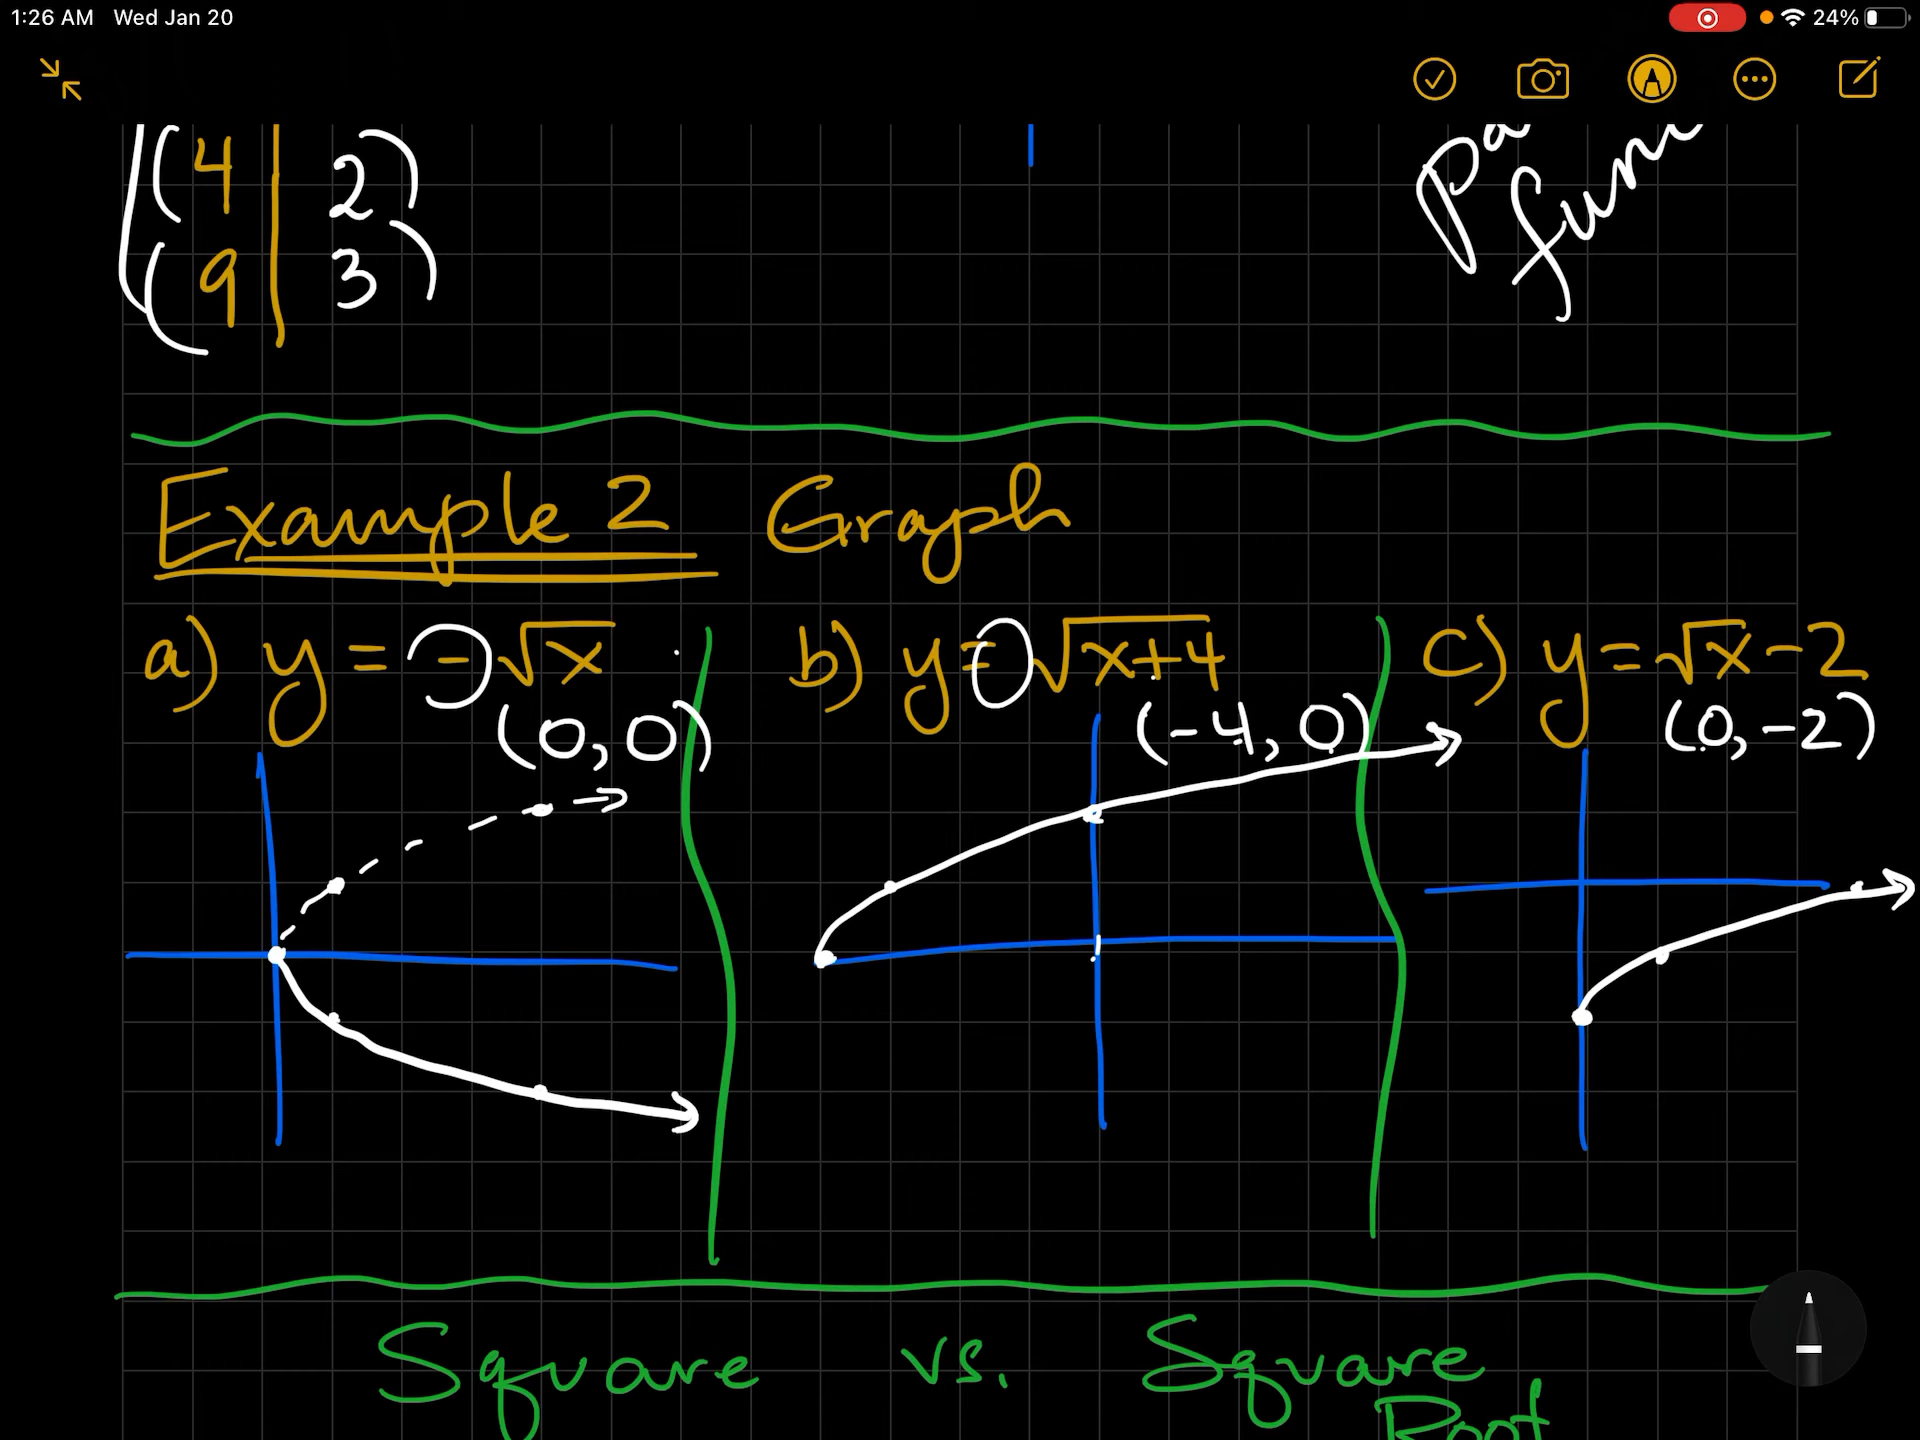 1:26 AM Wed Jan 20 24%
(4 | 2)
(9 | 3)
Example 2 Graph
a) y = -√x b) y = √x+4 c) y = √x - 2
(0, 0) (-4, 0) (0, -2)
Square vs. Square
Root